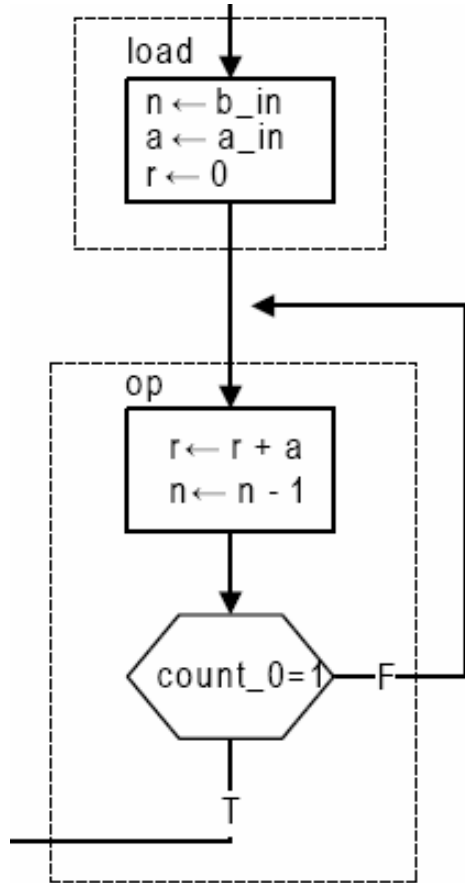 load
n ← b_in
a ← a_in
r ← 0
op
r ← r + a
n ← n - 1
count_0=1
F
T